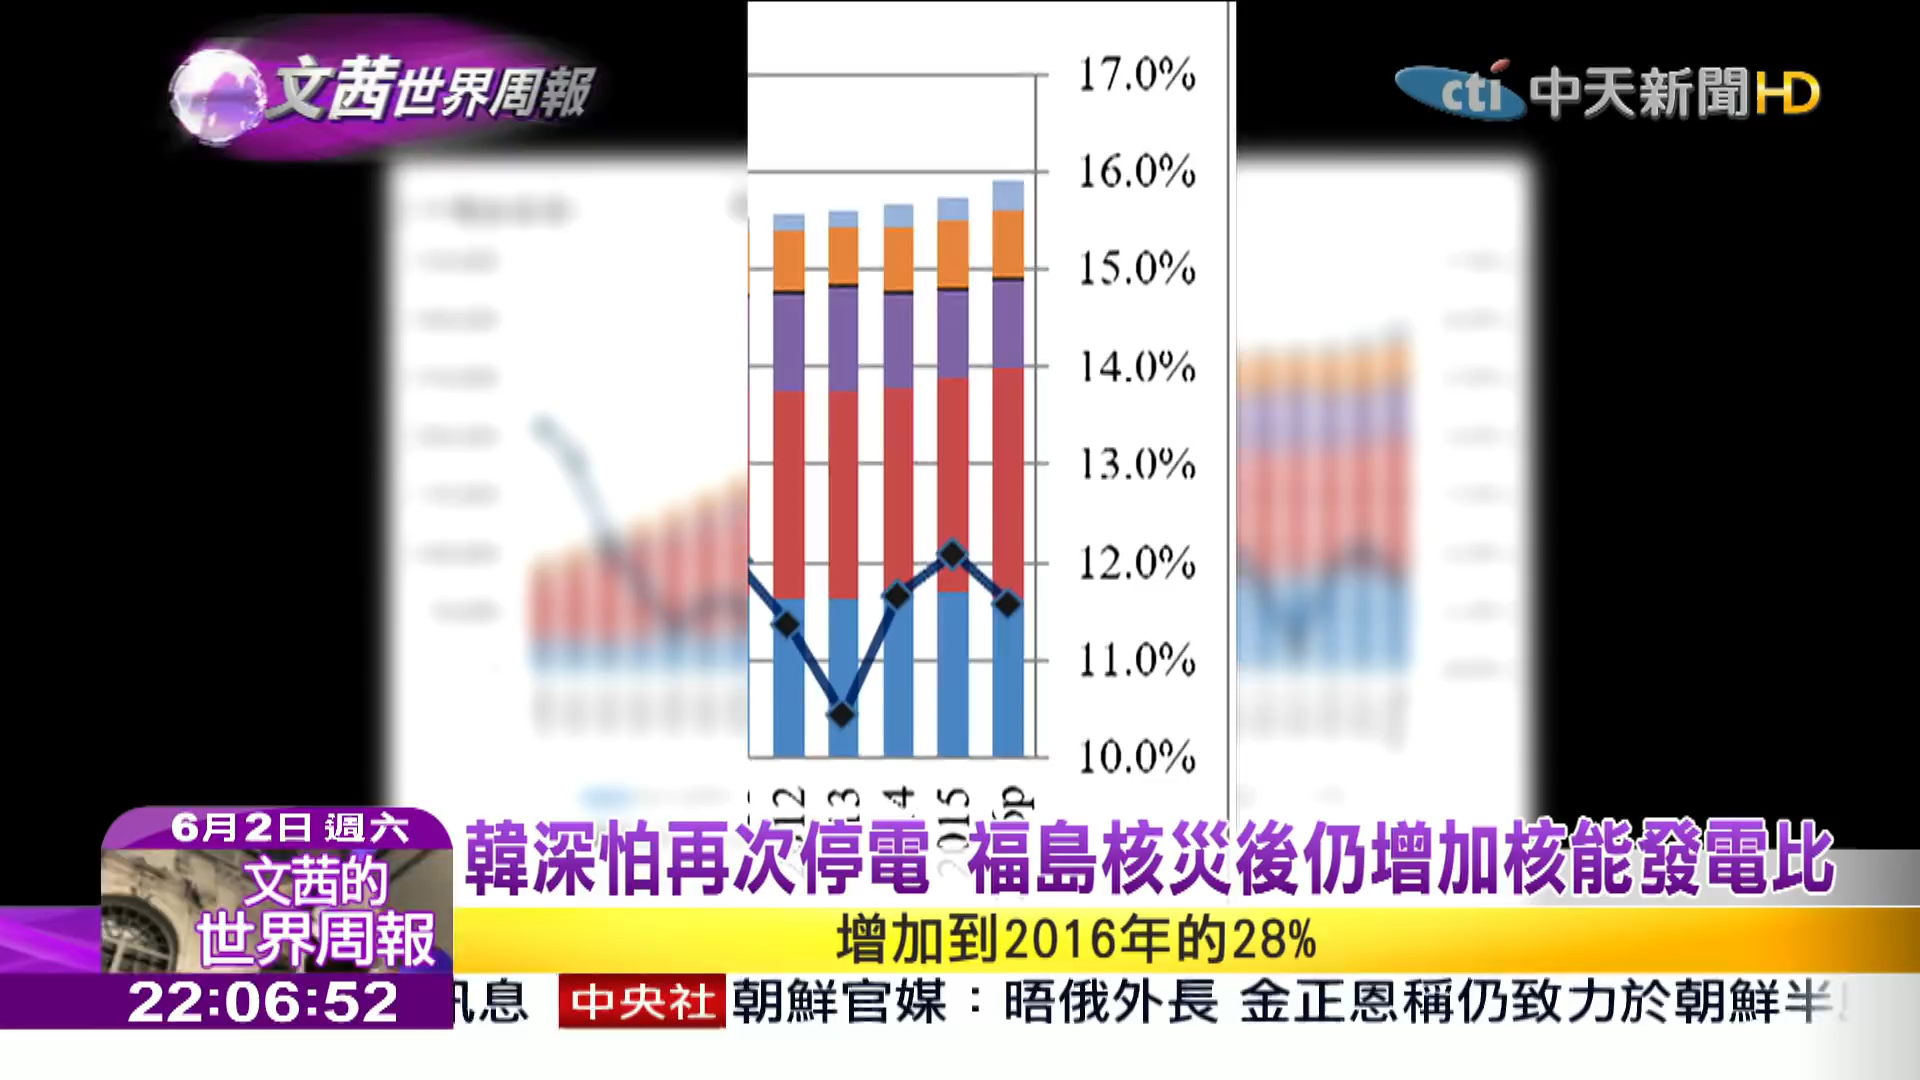 文茜世界周報
cti 中天新聞HD
17.0%
16.0%
15.0%
14.0%
13.0%
12.0%
11.0%
10.0%
2015
6月2日 週六
文茜的
世界周報
22:06:52
韓深怕再次停電 福島核災後仍增加核能發電比
增加到2016年的28%
訊息 中央社 朝鮮官媒：晤俄外長 金正恩稱仍致力於朝鮮半